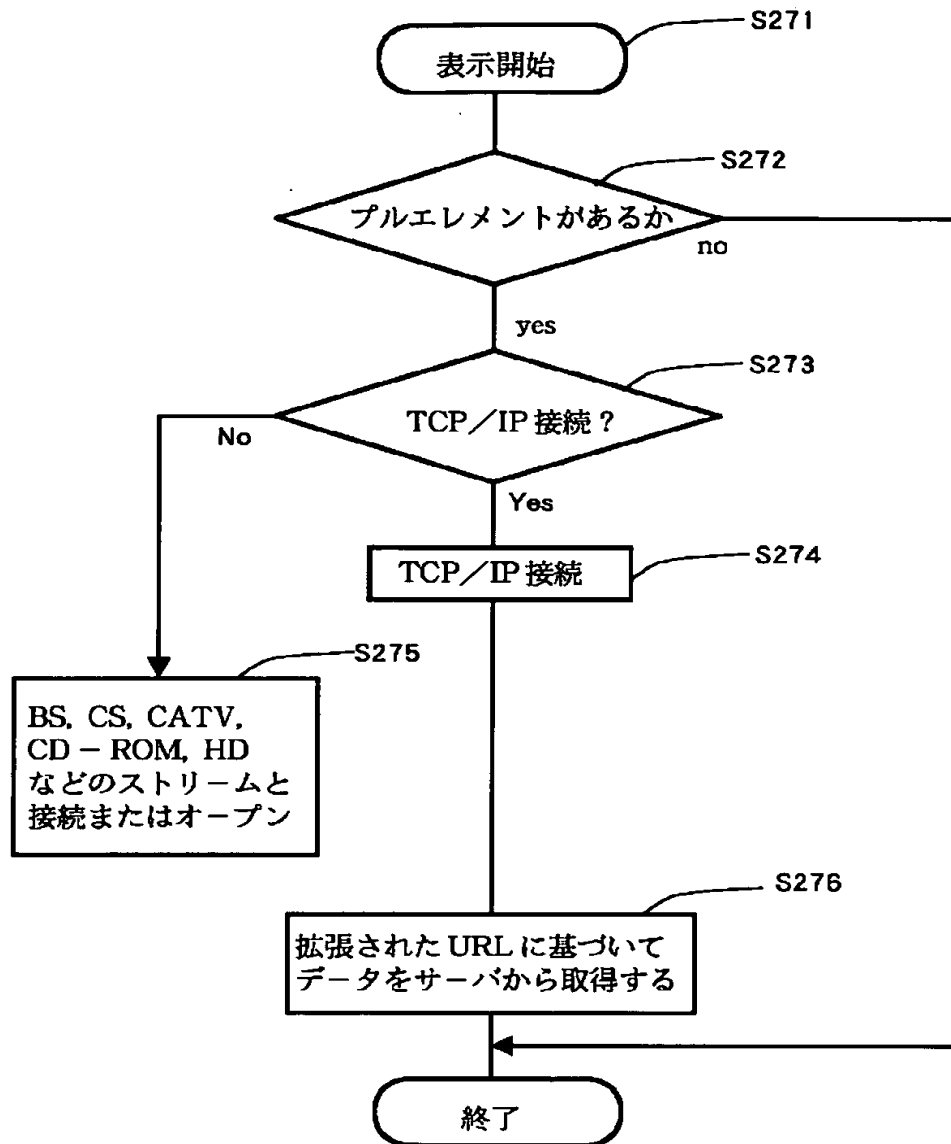 S271
表示開始
S272
プルエレメントがあるか
no
yes
S273
TCP／IP 接続？
No
Yes
S274
TCP／IP 接続
S275
BS, CS, CATV,
CD－ROM, HD
などのストリームと
接続またはオープン
S276
拡張された URL に基づいて
データをサーバから取得する
終了